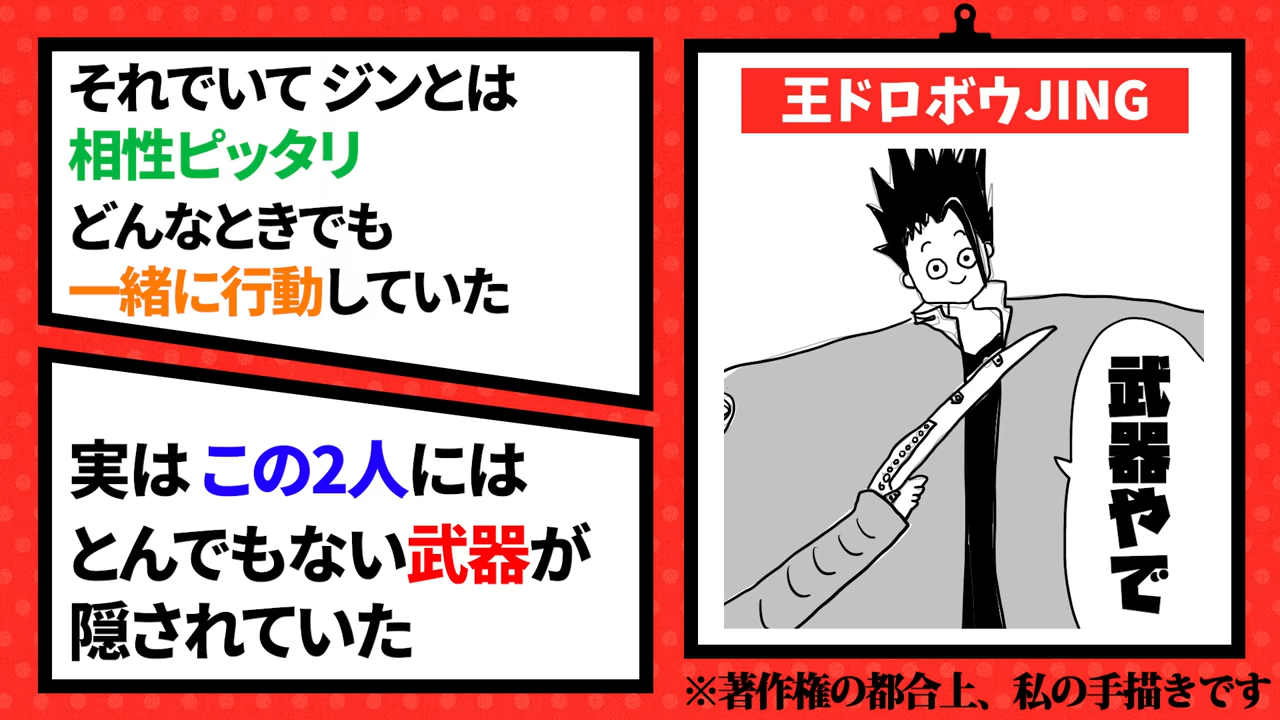 それでいて ジンとは
相性ピッタリ
どんなときでも
一緒に行動していた
実は この2人には
とんでもない武器が
隠されていた
王ドロボウJING
武器やで
※著作権の都合上、私の手描きです